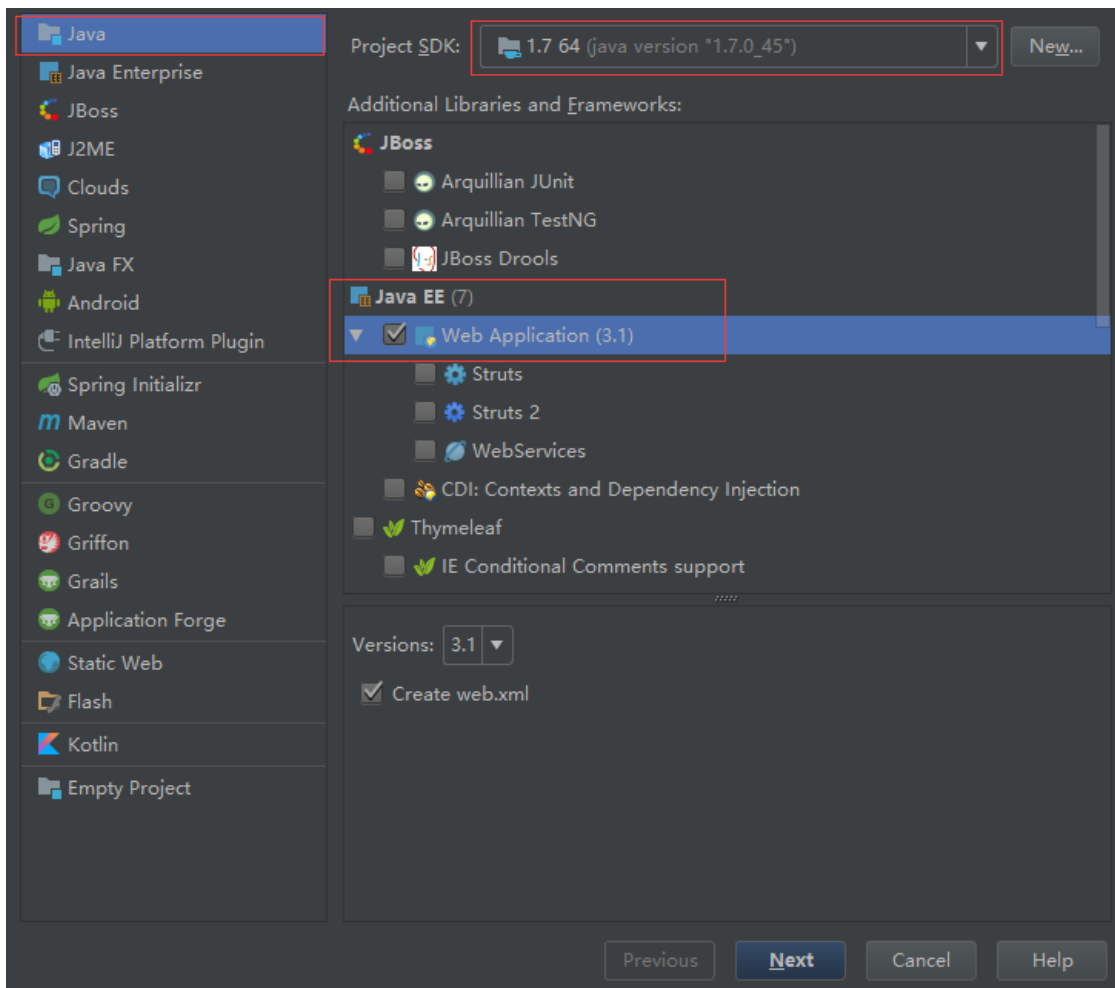 Java
Java Enterprise
JBoss
J2ME
Clouds
Spring
Java FX
Android
IntelliJ Platform Plugin
Spring Initializr
Maven
Gradle
Groovy
Griffon
Grails
Application Forge
Static Web
Flash
Kotlin
Empty Project
Project SDK: 1.7 64 (java version "1.7.0_45") New...
Additional Libraries and Frameworks:
JBoss
Arquillian JUnit
Arquillian TestNG
JBoss Drools
Java EE (7)
Web Application (3.1)
Struts
Struts 2
WebServices
CDI: Contexts and Dependency Injection
Thymeleaf
IE Conditional Comments support
Versions: 3.1
Create web.xml
Previous Next Cancel Help